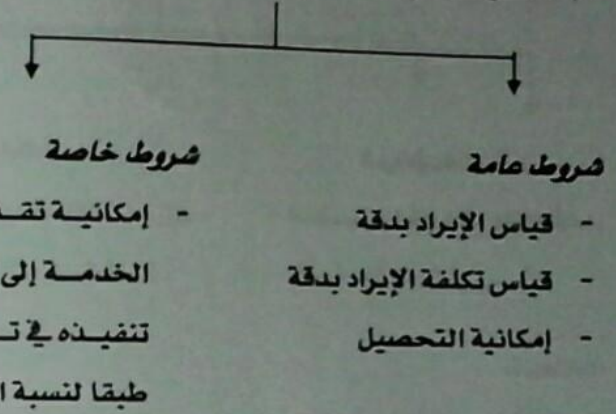 شروط عامة
- قياس الإيراد بدقة
- قياس تكلفة الإيراد بدقة
- إمكانية التحصيل
شروط خاصة
- إمكانية
الخدمة إلى
تنفيذه في
طبقا لنسبة